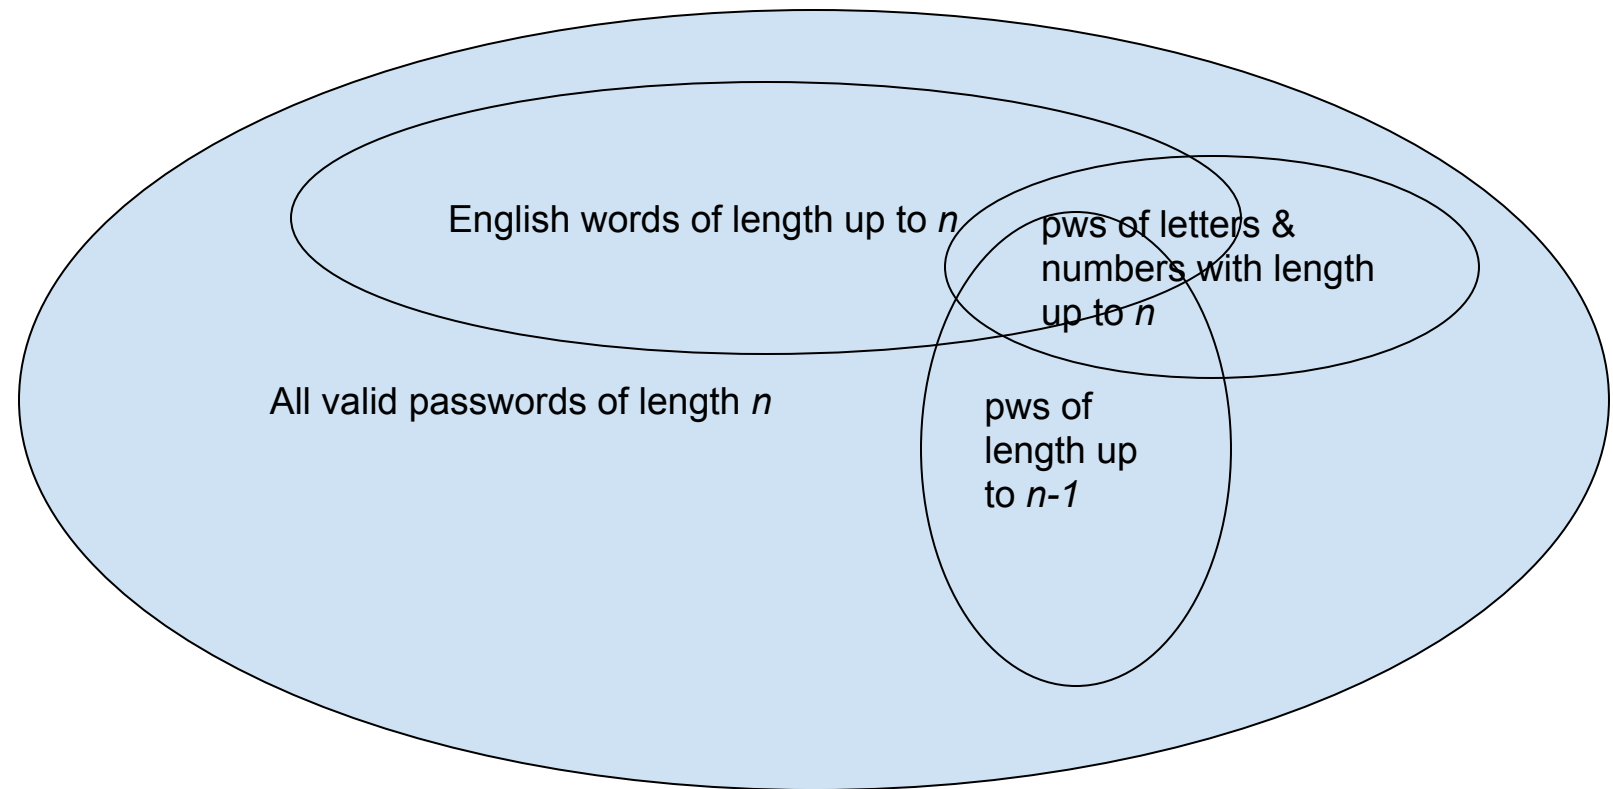 English words of length up to n
pws of letters &
numbers with length
up to n
All valid passwords of length n
pws of
length up
to n-1